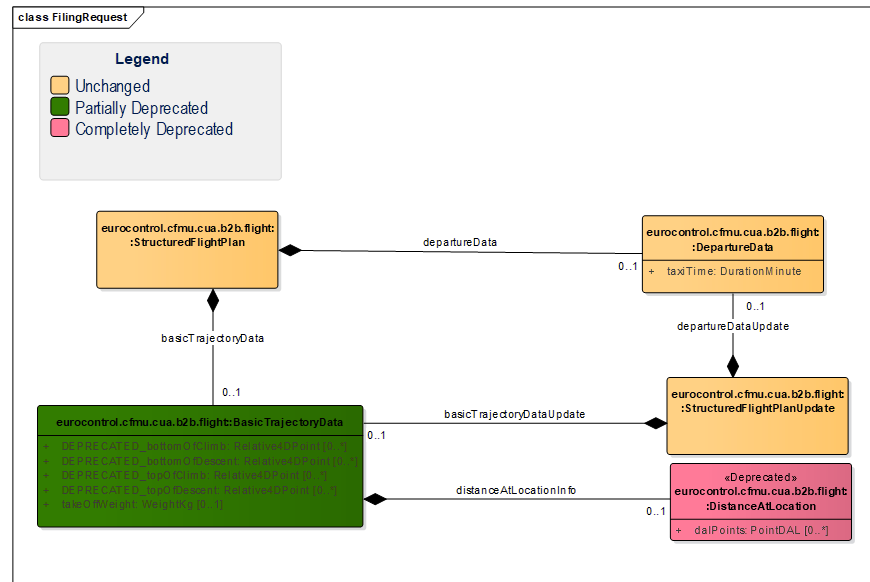 class FilingRequest
Legend
Unchanged
Partially Deprecated
Completely Deprecated
eurocontrol.cfmu.cua.b2b.flight:
:StructuredFlightPlan
departureData
0..1
eurocontrol.cfmu.cua.b2b.flight:
:DepartureData
+ taxiTime: DurationMinute
0..1
departureDataUpdate
basicTrajectoryData
0..1
eurocontrol.cfmu.cua.b2b.flight:
:StructuredFlightPlanUpdate
basicTrajectoryDataUpdate
0..1
eurocontrol.cfmu.cua.b2b.flight::BasicTrajectoryData
+ DEPRECATED_bottomOfClimb: Relative4DPoint [0..*]
+ DEPRECATED_bottomOfDescent: Relative4DPoint [0..*]
+ DEPRECATED_topOfClimb: Relative4DPoint [0..*]
+ DEPRECATED_topOfDescent: Relative4DPoint [0..*]
+ takeOffWeight: WeightKg [0..1]
distanceAtLocationInfo
0..1
«Deprecated»
eurocontrol.cfmu.cua.b2b.flight:
:DistanceAtLocation
+ dalPoints: PointDAL [0..*]